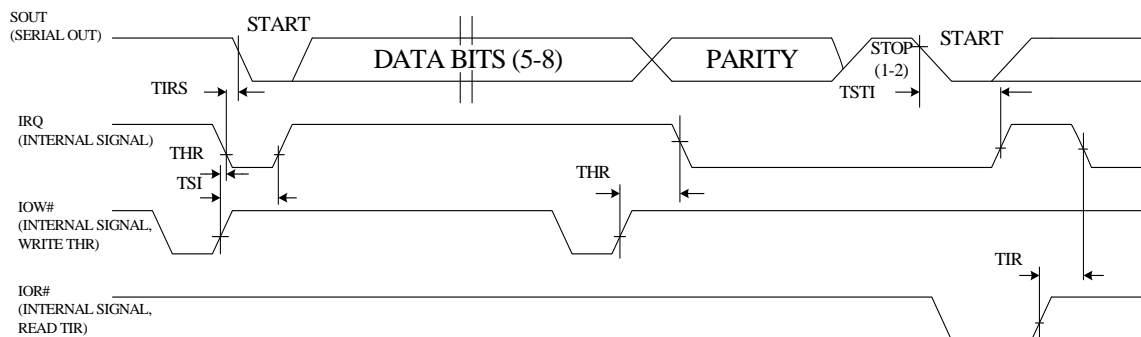 SOUT
(SERIAL OUT)
START
DATA BITS (5-8)
PARITY
STOP
(1-2)
START
TIRS
TSTI
IRQ
(INTERNAL SIGNAL)
THR
TSI
THR
IOW#
(INTERNAL SIGNAL,
WRITE THR)
TIR
IOR#
(INTERNAL SIGNAL,
READ TIR)